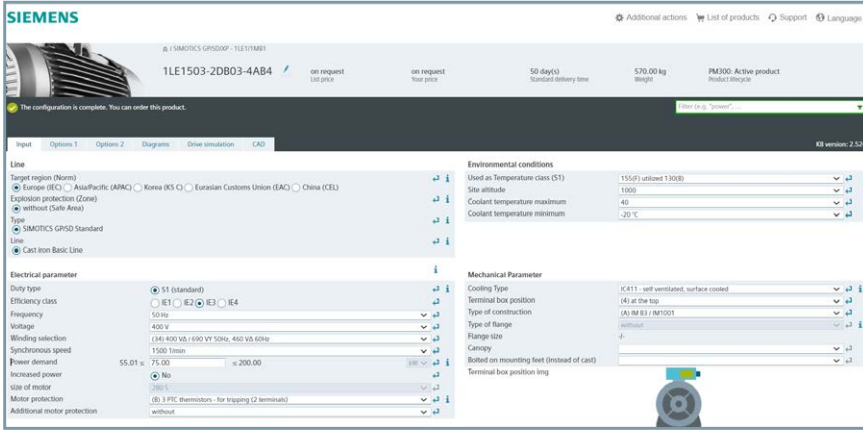 SIEMENS
Additional actions List of products Support Language
/ SIMOTICS GP/SD/XP - 1LE1/1MB1
1LE1503-2DB03-4AB4
on request
List price
on request
Your price
50 day(s)
Standard delivery time
570.00 kg
Weight
PM300: Active product
Product lifecycle
The configuration is complete. You can order this product.
Filter (e.g. "power", ...
Input Options 1 Options 2 Diagrams Drive simulation CAD
KB version: 2.52
Line
Target region (Norm)
Europe (IEC) Asia/Pacific (APAC) Korea (KS C) Eurasian Customs Union (EAC) China (CEL)
Explosion protection (Zone)
without (Safe Area)
Type
SIMOTICS GP/SD Standard
Line
Cast iron Basic Line
Environmental conditions
Used as Temperature class (S1) 155(F) utilized 130(B)
Site altitude 1000
Coolant temperature maximum 40
Coolant temperature minimum -20 °C
Electrical parameter
Duty type S1 (standard)
Efficiency class IE1 IE2 IE3 IE4
Frequency 50 Hz
Voltage 400 V
Winding selection (34) 400 VΔ / 690 VY 50Hz, 460 VΔ 60Hz
Synchronous speed 1500 1/min
Power demand 55.01 ≤ 75.00 ≤ 200.00 kW
Increased power No
size of motor 280 S
Motor protection (B) 3 PTC thermistors - for tripping (2 terminals)
Additional motor protection without
Mechanical Parameter
Cooling Type IC411 - self ventilated, surface cooled
Terminal box position (4) at the top
Type of construction (A) IM B3 / IM1001
Type of flange without
Flange size -/-
Canopy
Bolted on mounting feet (instead of cast)
Terminal box position img